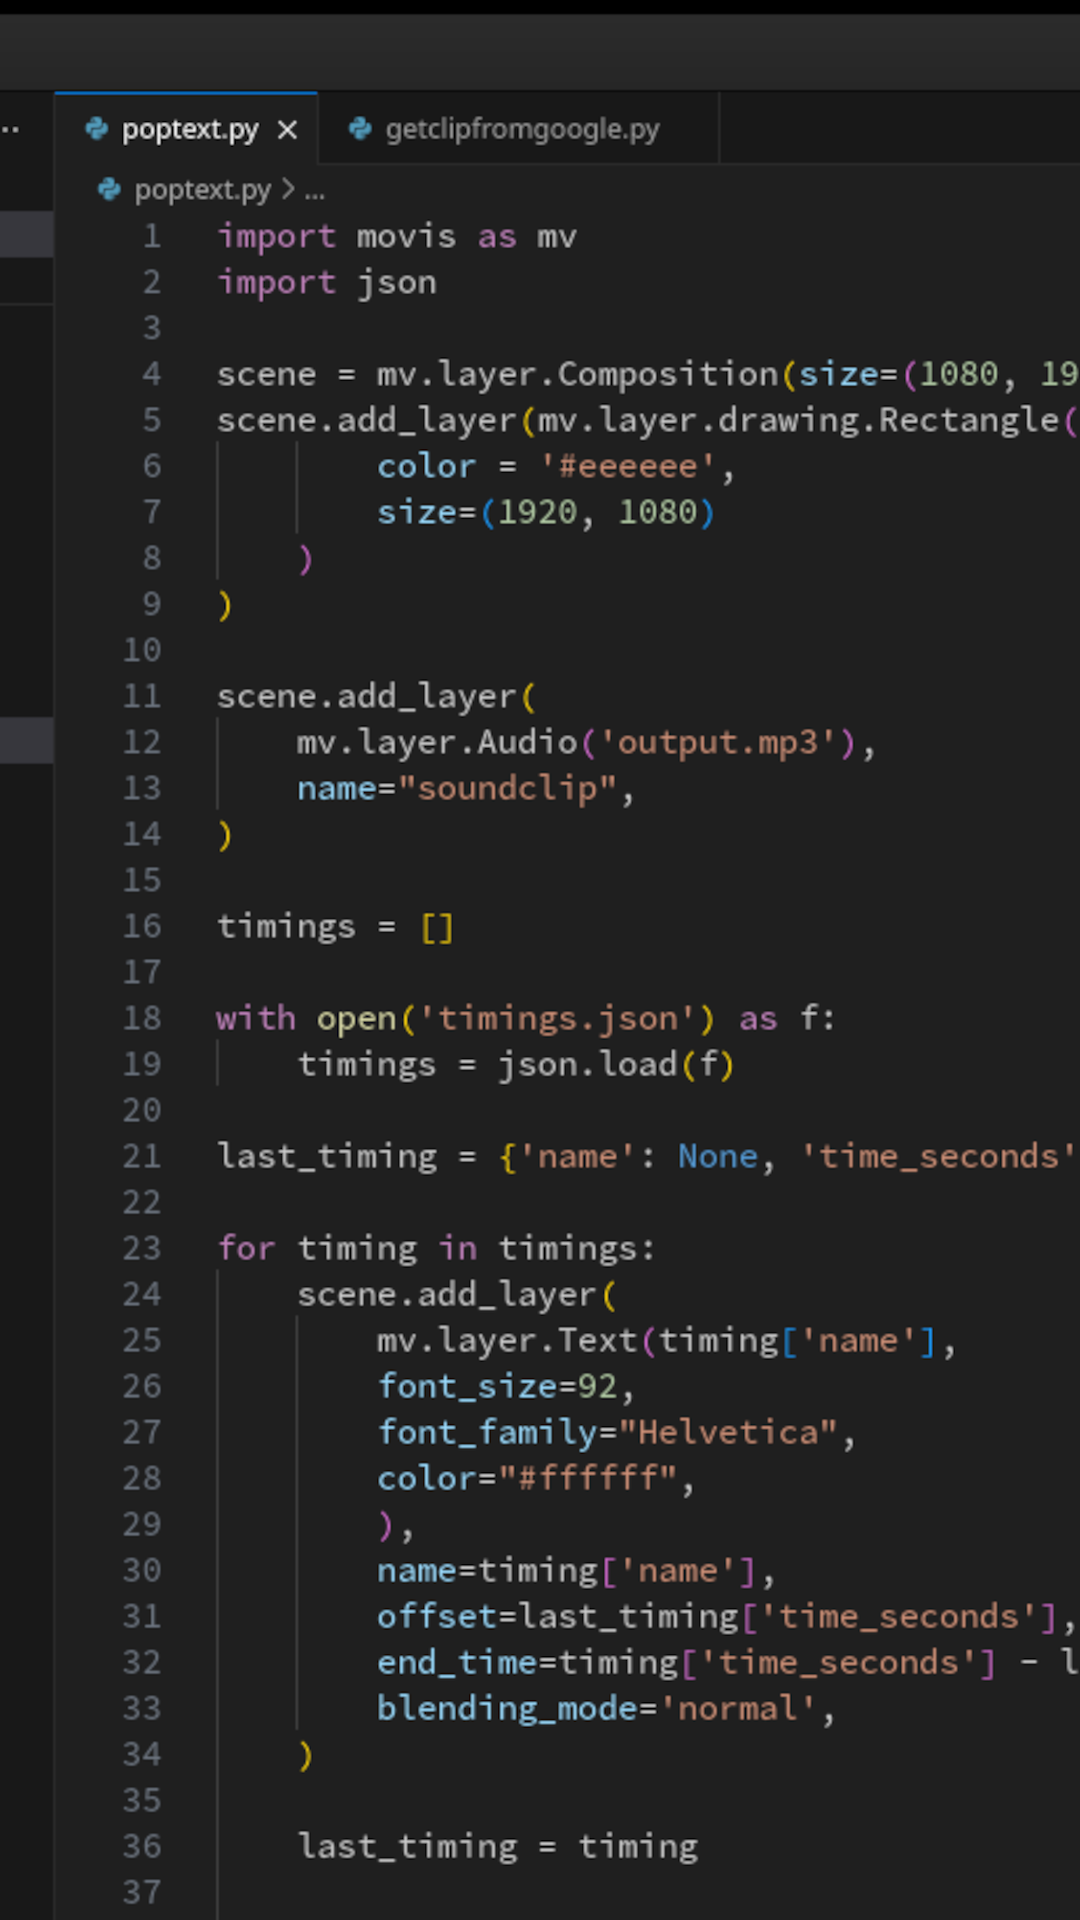 poptext.py × getclipfromgoogle.py
poptext.py > ...
1 import movis as mv
2 import json
3
4 scene = mv.layer.Composition(size=(1080, 19
5 scene.add_layer(mv.layer.drawing.Rectangle(
6 color = '#eeeeee',
7 size=(1920, 1080)
8 )
9 )
10
11 scene.add_layer(
12 mv.layer.Audio('output.mp3'),
13 name="soundclip",
14 )
15
16 timings = []
17
18 with open('timings.json') as f:
19 timings = json.load(f)
20
21 last_timing = {'name': None, 'time_seconds'
22
23 for timing in timings:
24 scene.add_layer(
25 mv.layer.Text(timing['name'],
26 font_size=92,
27 font_family="Helvetica",
28 color="#ffffff",
29 ),
30 name=timing['name'],
31 offset=last_timing['time_seconds'],
32 end_time=timing['time_seconds'] - l
33 blending_mode='normal',
34 )
35
36 last_timing = timing
37